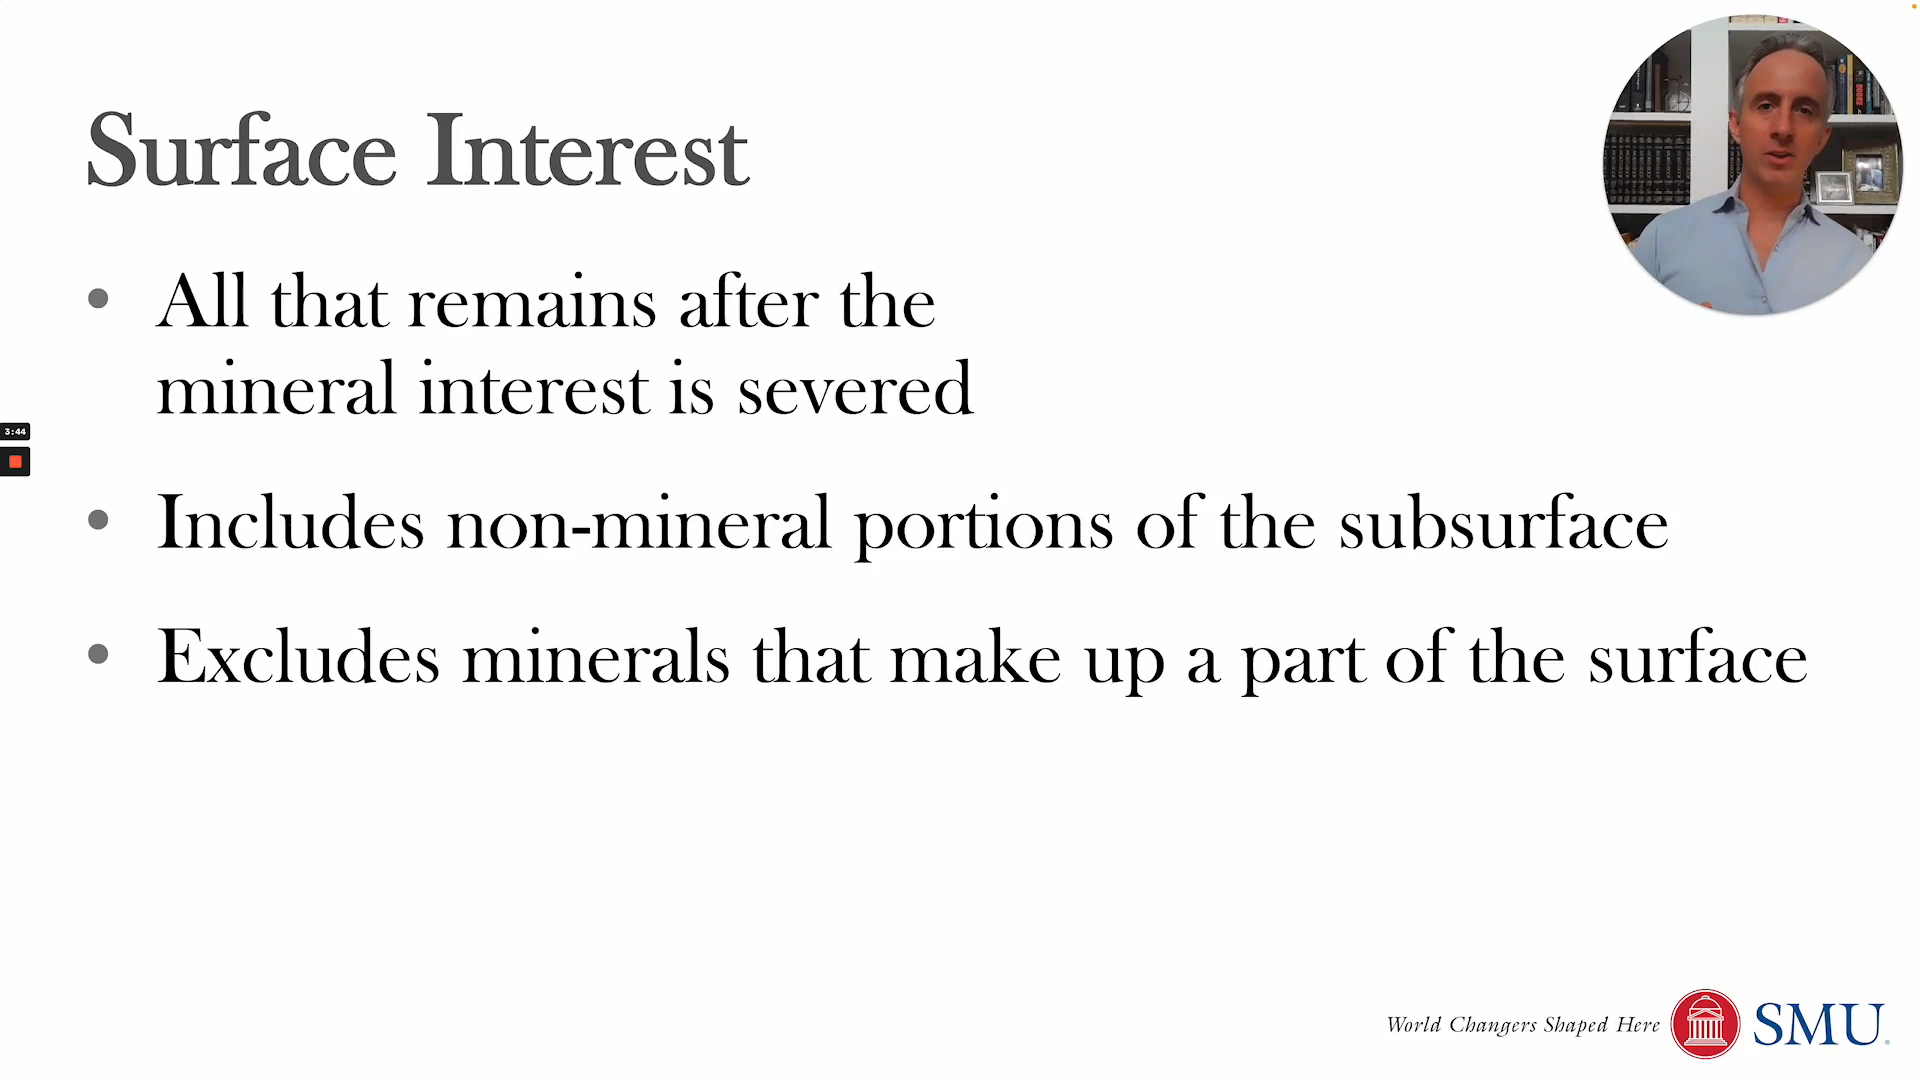 Surface Interest
• All that remains after the
mineral interest is severed
• Includes non-mineral portions of the subsurface
• Excludes minerals that make up a part of the surface
3:44
World Changers Shaped Here
SMU